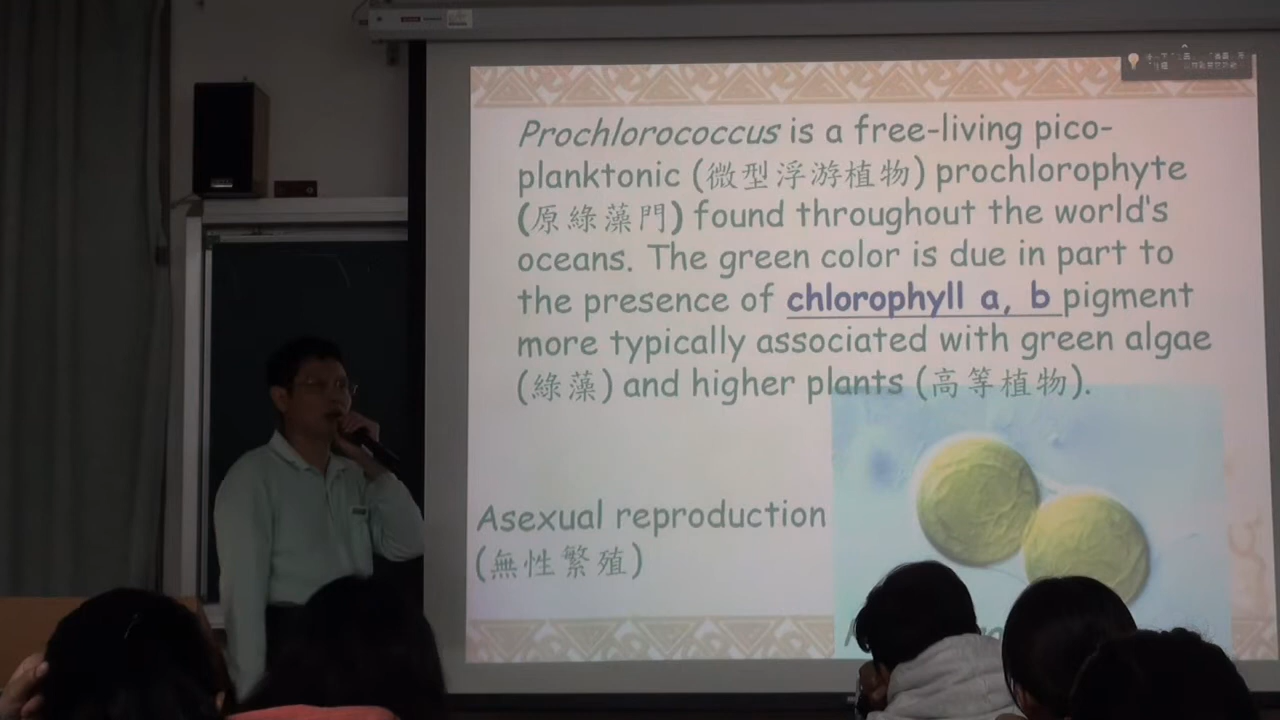 Prochlorococcus is a free-living pico-
planktonic (微型浮游植物) prochlorophyte
(原綠藻門) found throughout the world's
oceans. The green color is due in part to
the presence of chlorophyll a, b pigment
more typically associated with green algae
(綠藻) and higher plants (高等植物).
Asexual reproduction
(無性繁殖)